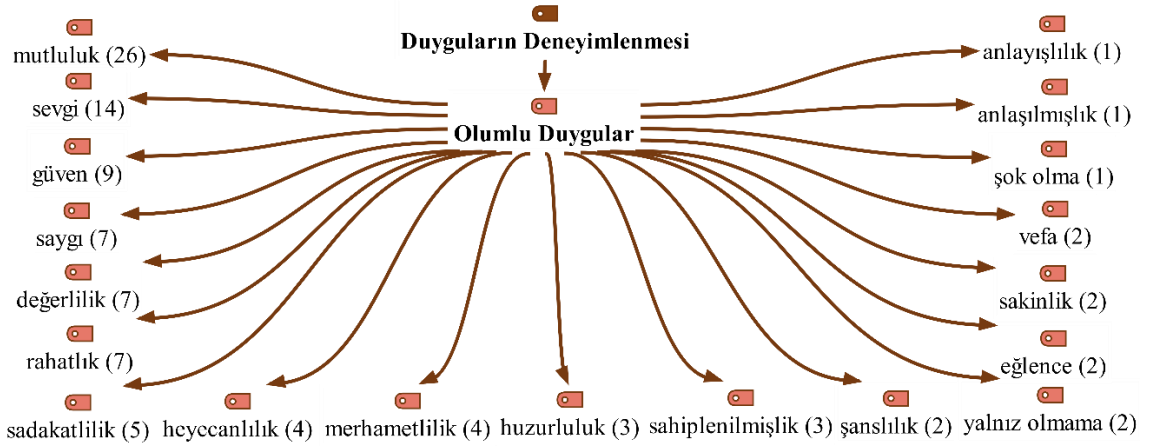 Duyguların Deneyimlenmesi
Olumlu Duygular
mutluluk (26)
sevgi (14)
güven (9)
saygı (7)
değerlilik (7)
rahatlık (7)
sadakatlilik (5)
heyecanlılık (4)
merhametlilik (4)
huzurluluk (3)
sahiplenilmişlik (3)
şanslılık (2)
yalnız olmama (2)
eğlence (2)
sakinlik (2)
vefa (2)
şok olma (1)
anlaşılmışlık (1)
anlayışlılık (1)